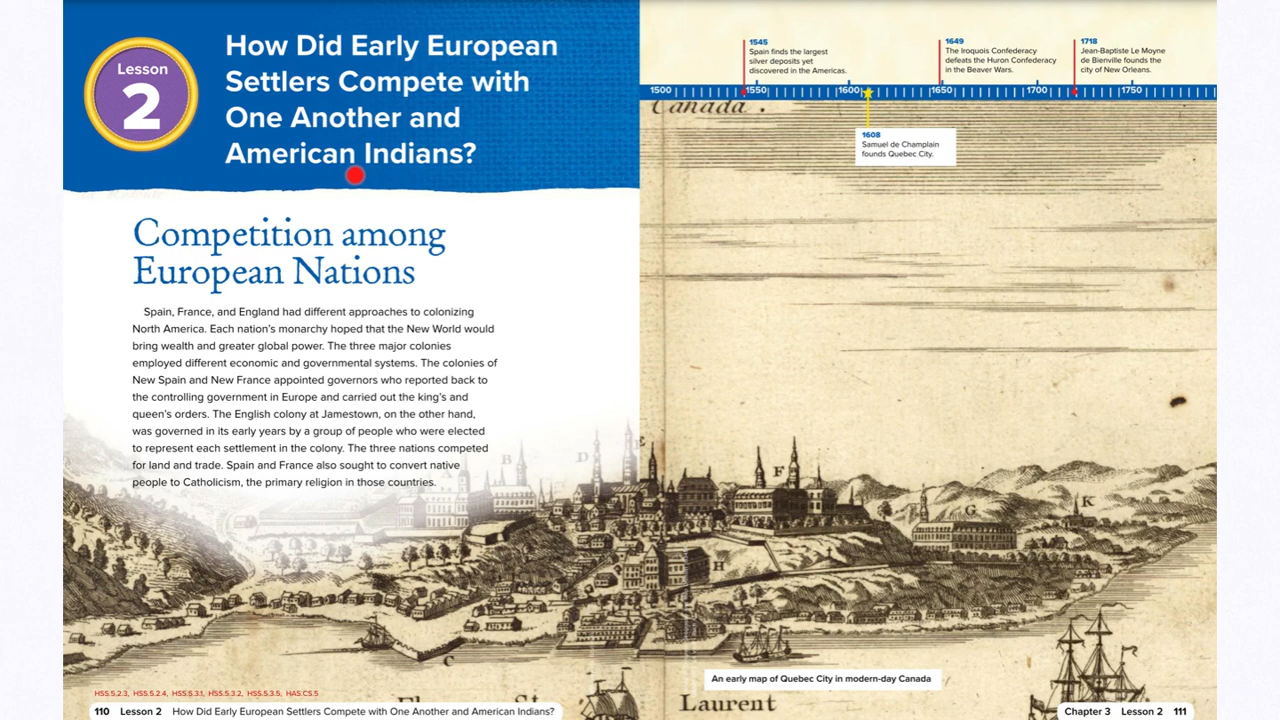 Lesson
2
How Did Early European
Settlers Compete with
One Another and
American Indians?
Competition among
European Nations
Spain, France, and England had different approaches to colonizing
North America. Each nation's monarchy hoped that the New World would
bring wealth and greater global power. The three major colonies
employed different economic and governmental systems. The colonies of
New Spain and New France appointed governors who reported back to
the controlling government in Europe and carried out the king's and
queen's orders. The English colony at Jamestown, on the other hand,
was governed in its early years by a group of people who were elected
to represent each settlement in the colony. The three nations competed
for land and trade. Spain and France also sought to convert native
people to Catholicism, the primary religion in those countries.
HSS.5.2.3, HSS.5.2.4, HSS.5.3.1, HSS.5.3.2, HSS.5.3.5, HAS.CS.5
110 Lesson 2 How Did Early European Settlers Compete with One Another and American Indians?
1545
Spain finds the largest
silver deposits yet
discovered in the Americas.
1649
The Iroquois Confederacy
defeats the Huron Confederacy
in the Beaver Wars.
1718
Jean-Baptiste Le Moyne
de Bienville founds the
city of New Orleans.
1500 1550 1600 1650 1700 1750
1608
Samuel de Champlain
founds Quebec City.
Canada.
B
D
E
F
G
K
H
C
St
Laurent
An early map of Quebec City in modern-day Canada
Chapter 3 Lesson 2 111